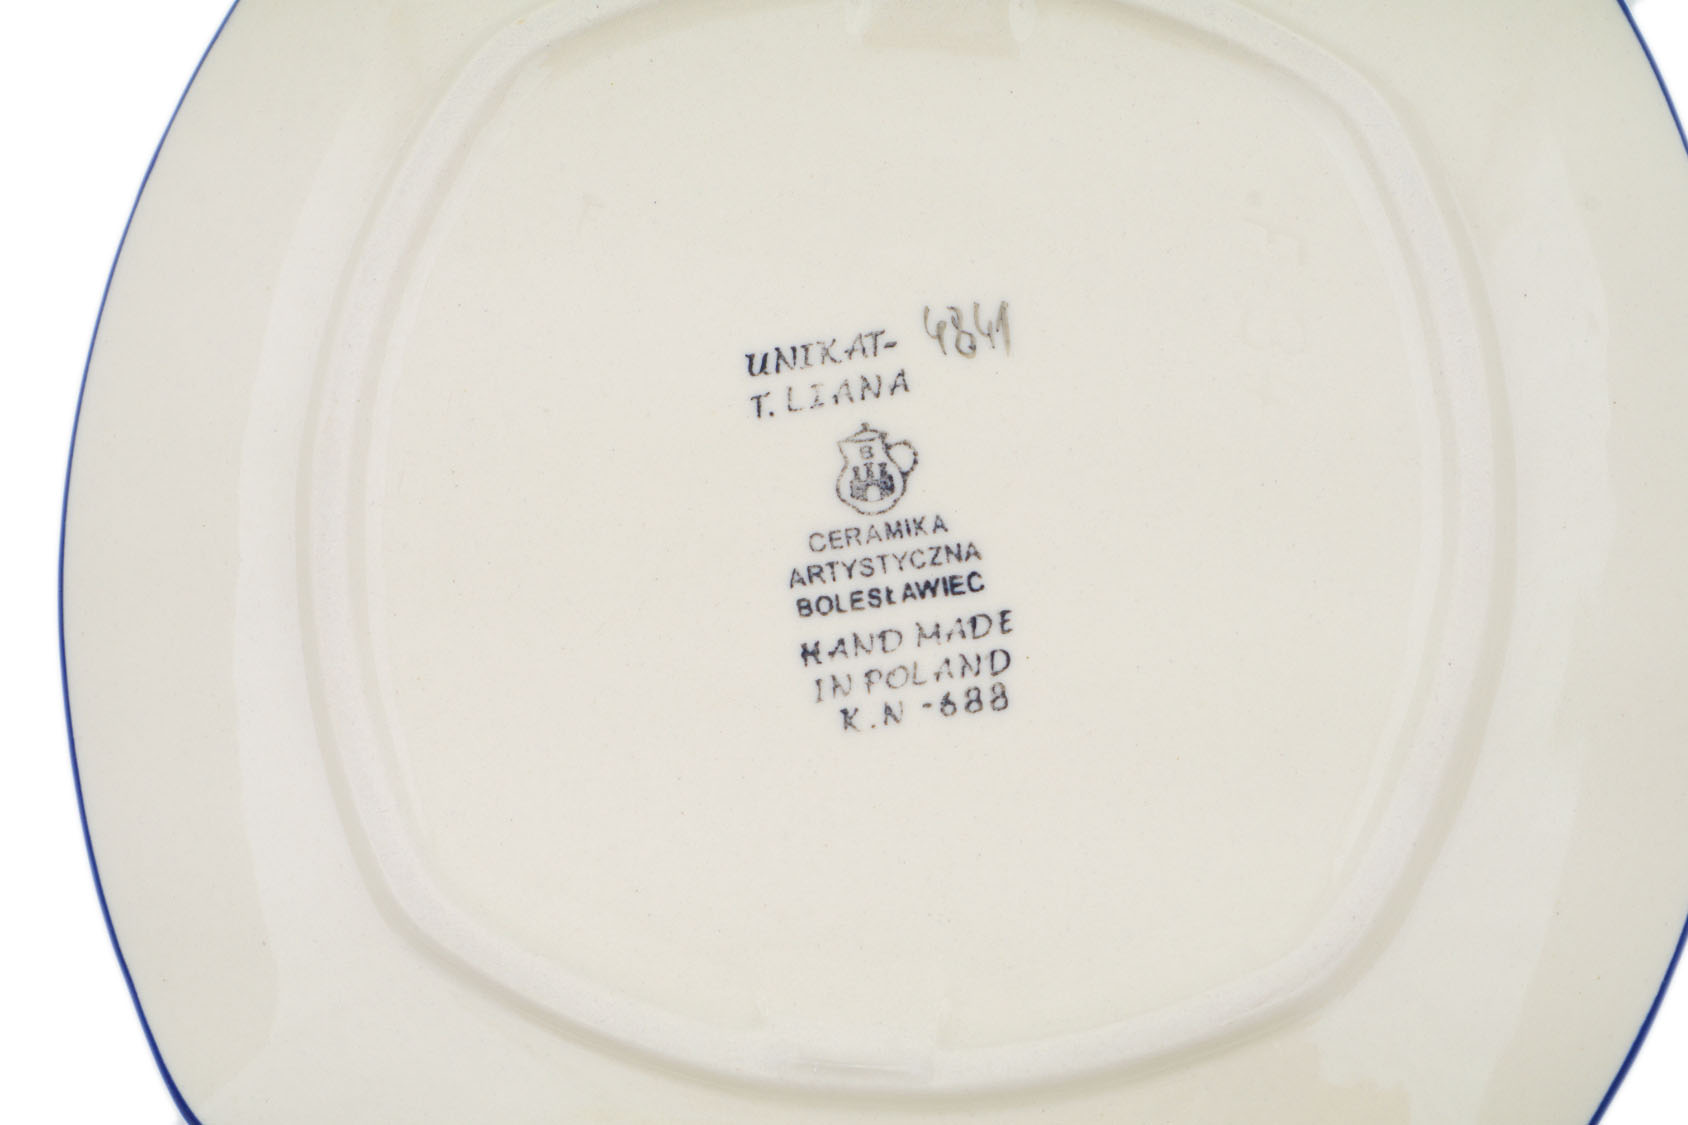 UNIKAT- 4841
T. LIANA
B
CERAMIKA
ARTYSTYCZNA
BOLESŁAWIEC
HAND MADE
IN POLAND
K.N -688